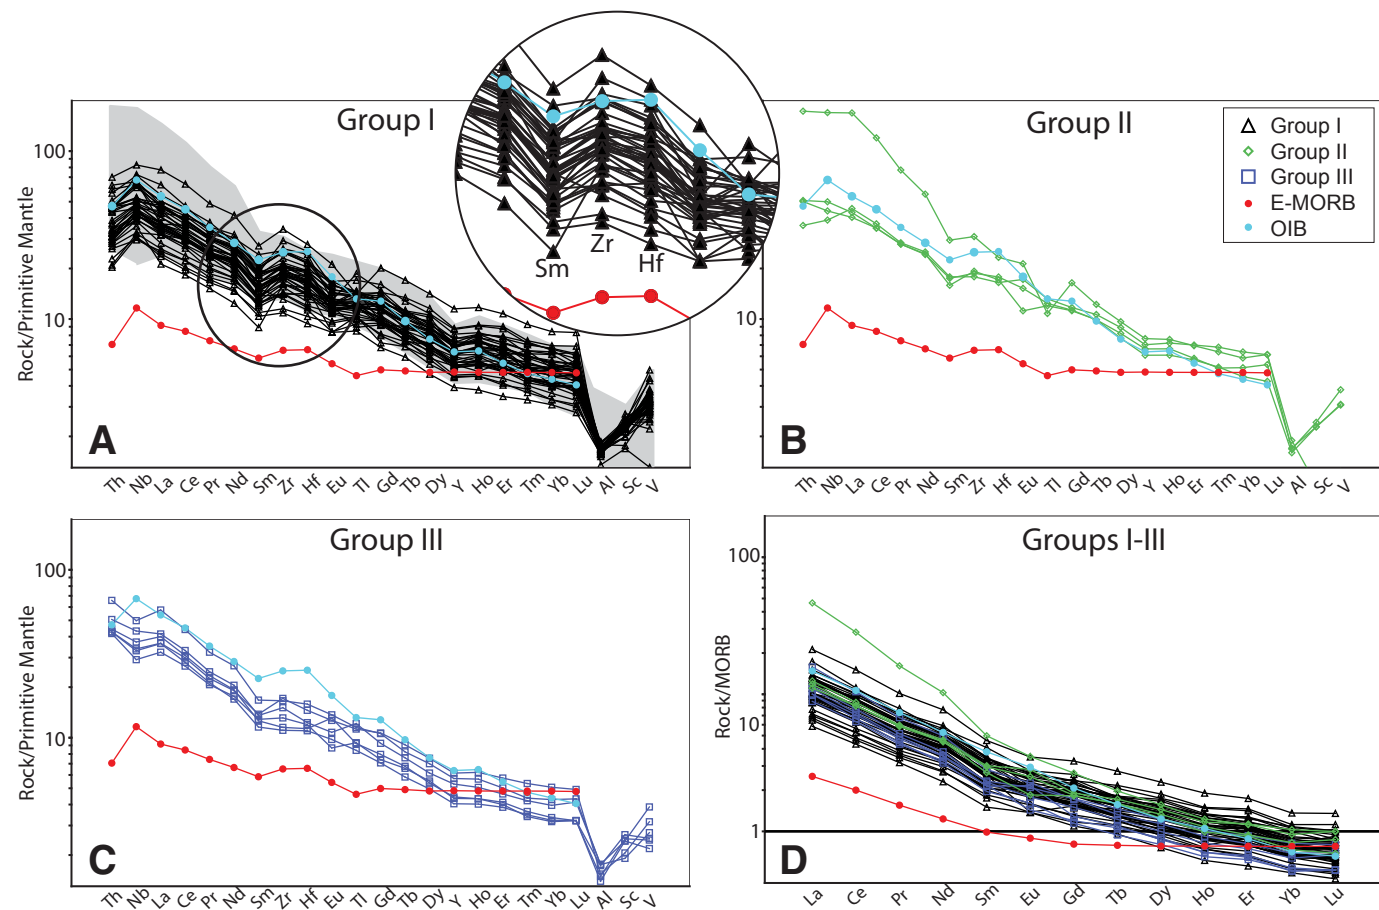 Group I
Sm
Zr
Hf
Rock/Primitive Mantle
100
10
A
Th Nb La Ce Pr Nd Sm Zr Hf Eu TI Gd Tb Dy Y Ho Er Tm Yb Lu Al Sc V
Group II
Group I
Group II
Group III
E-MORB
OIB
100
10
B
Th Nb La Ce Pr Nd Sm Zr Hf Eu TI Gd Tb Dy Y Ho Er Tm Yb Lu Al Sc V
Group III
Rock/Primitive Mantle
100
10
C
Th Nb La Ce Pr Nd Sm Zr Hf Eu TI Gd Tb Dy Y Ho Er Tm Yb Lu Al Sc V
Groups I-III
Rock/MORB
100
10
1
D
La Ce Pr Nd Sm Eu Gd Tb Dy Ho Er Yb Lu